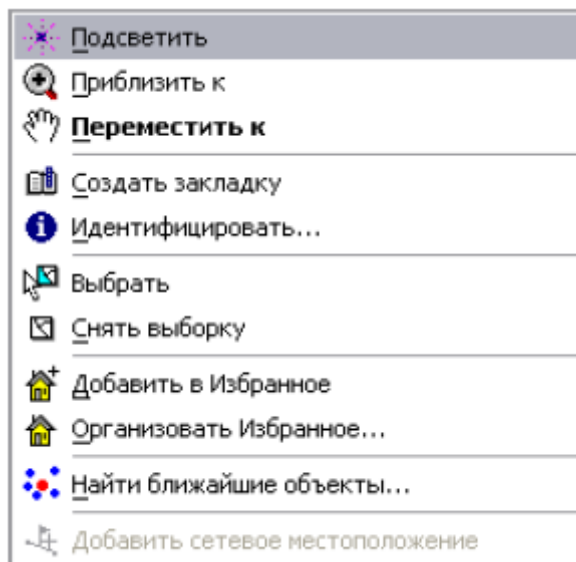 Подсветить
Приблизить к
Переместить к
Создать закладку
Идентифицировать...
Выбрать
Снять выборку
Добавить в Избранное
Организовать Избранное...
Найти ближайшие объекты...
Добавить сетевое местоположение